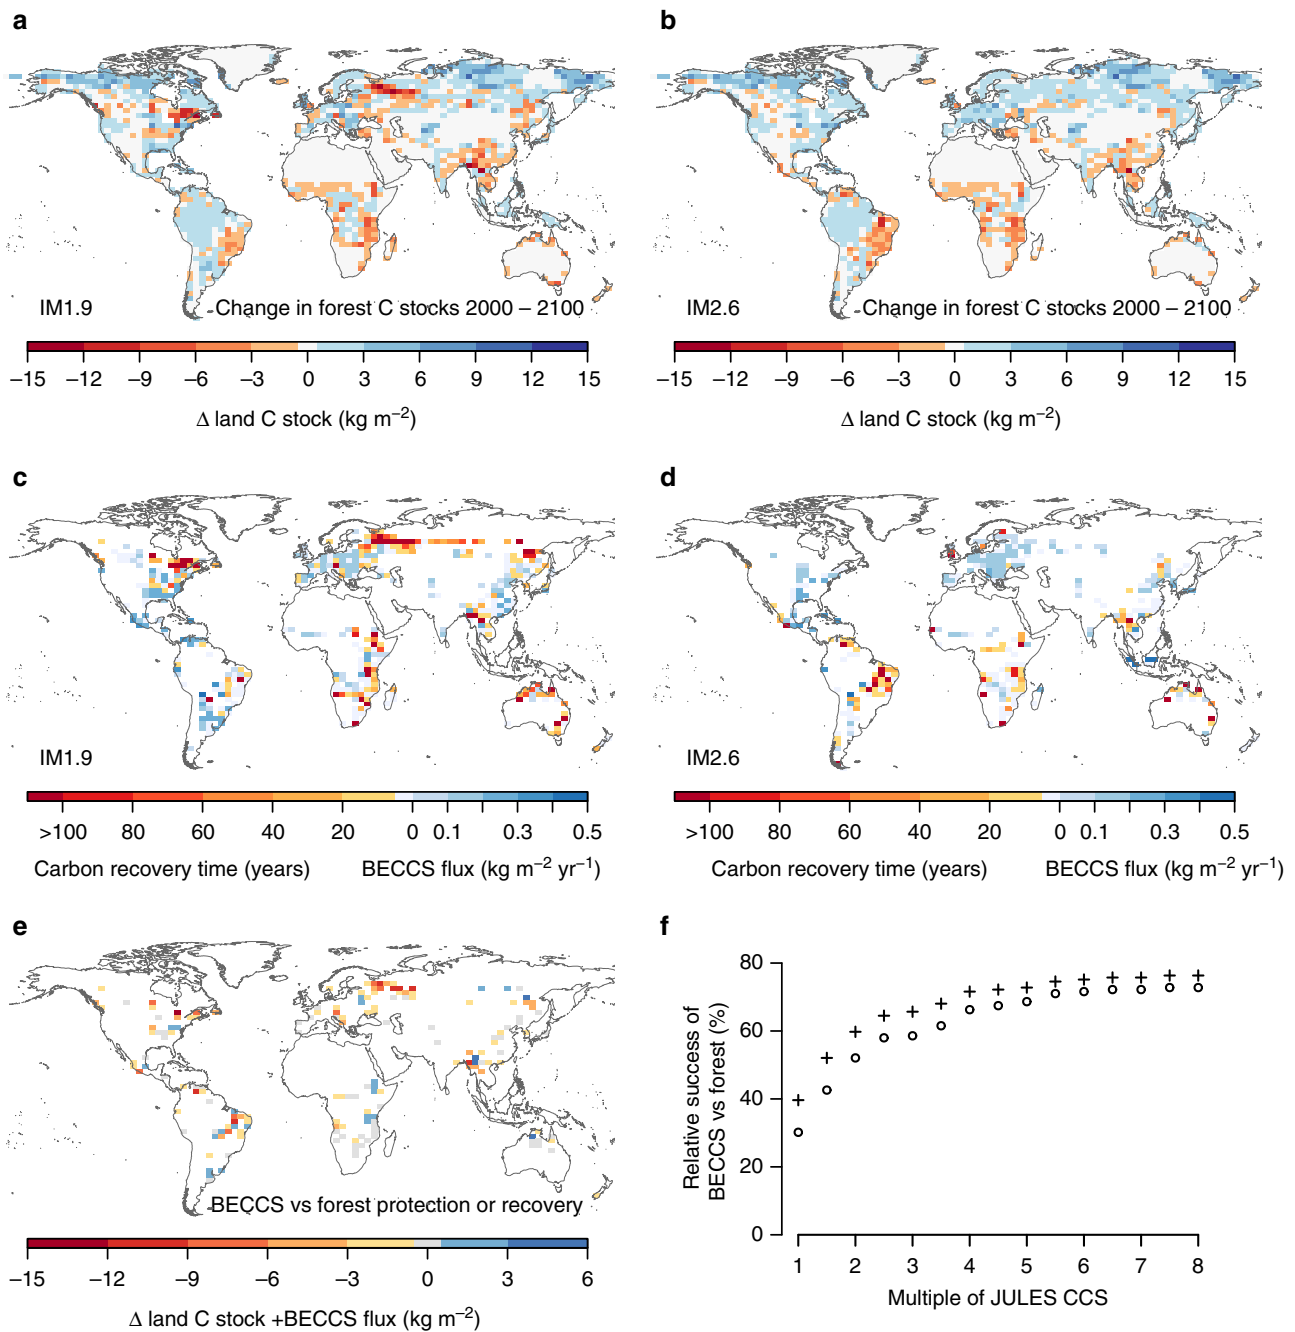 a
IM1.9
Change in forest C stocks 2000 – 2100
–15 –12 –9 –6 –3 0 3 6 9 12 15
Δ land C stock (kg m⁻²)
b
IM2.6
Change in forest C stocks 2000 – 2100
–15 –12 –9 –6 –3 0 3 6 9 12 15
Δ land C stock (kg m⁻²)
c
IM1.9
>100 80 60 40 20 0 0.1 0.3 0.5
Carbon recovery time (years) BECCS flux (kg m⁻² yr⁻¹)
d
IM2.6
>100 80 60 40 20 0 0.1 0.3 0.5
Carbon recovery time (years) BECCS flux (kg m⁻² yr⁻¹)
e
BECCS vs forest protection or recovery
–15 –12 –9 –6 –3 0 3 6
Δ land C stock +BECCS flux (kg m⁻²)
f
Relative success of
BECCS vs forest (%)
80
60
40
20
0
1 2 3 4 5 6 7 8
Multiple of JULES CCS